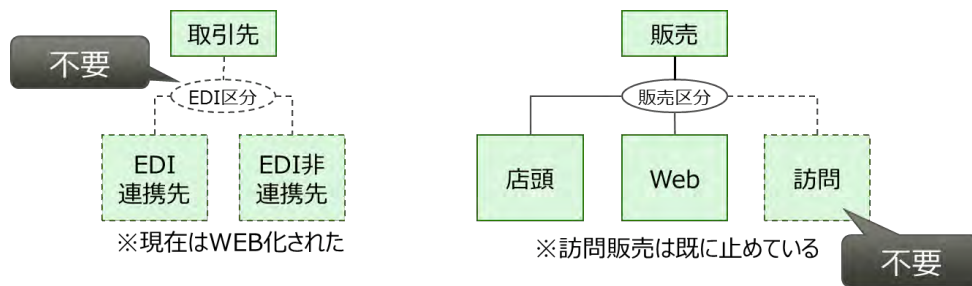 取引先
不要
EDI区分
EDI
連携先
EDI非
連携先
※現在はWEB化された
販売
販売区分
店頭
Web
訪問
※訪問販売は既に止めている
不要